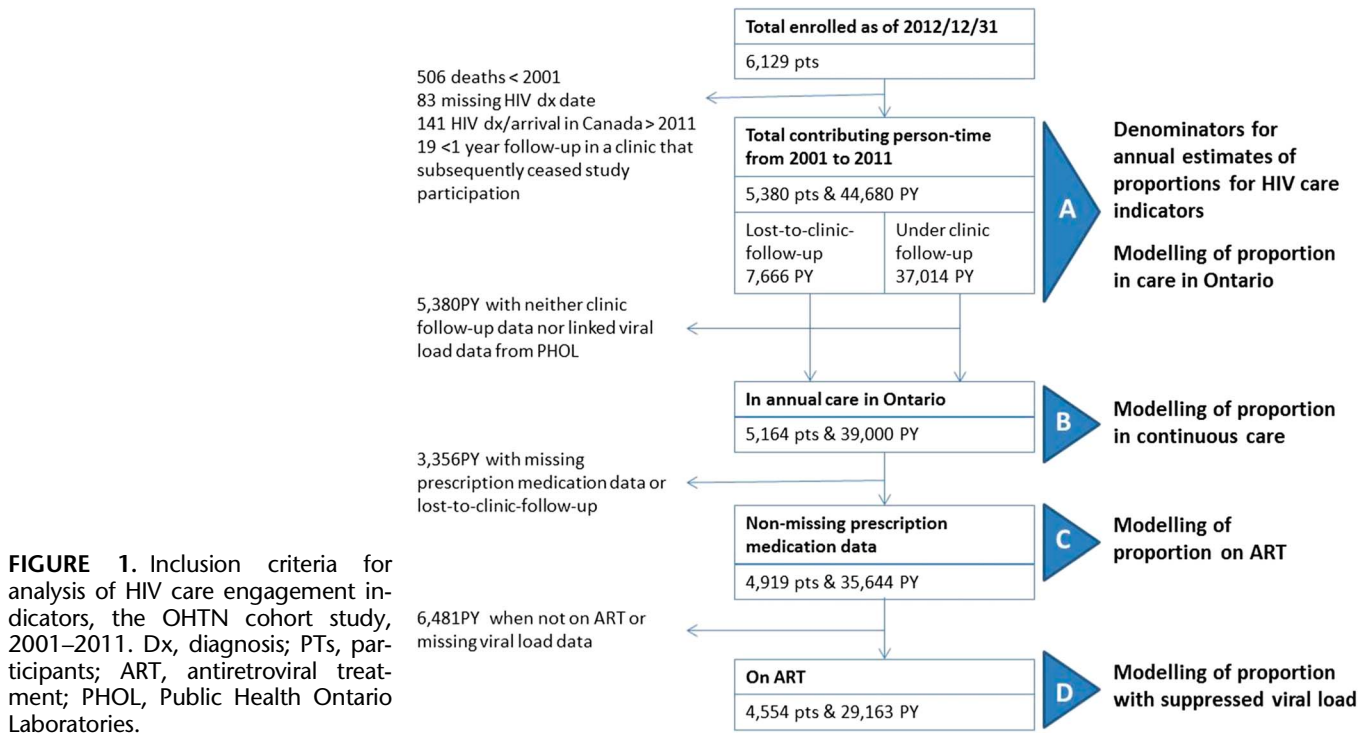 Total enrolled as of 2012/12/31
6,129 pts
506 deaths < 2001
83 missing HIV dx date
141 HIV dx/arrival in Canada > 2011
19 <1 year follow-up in a clinic that
subsequently ceased study
participation
Total contributing person-time
from 2001 to 2011
5,380 pts & 44,680 PY
Lost-to-clinic-
follow-up
7,666 PY
Under clinic
follow-up
37,014 PY
A
Denominators for
annual estimates of
proportions for HIV care
indicators
Modelling of proportion
in care in Ontario
5,380PY with neither clinic
follow-up data nor linked viral
load data from PHOL
In annual care in Ontario
5,164 pts & 39,000 PY
B
Modelling of proportion
in continuous care
3,356PY with missing
prescription medication data or
lost-to-clinic-follow-up
Non-missing prescription
medication data
4,919 pts & 35,644 PY
C
Modelling of
proportion on ART
6,481PY when not on ART or
missing viral load data
On ART
4,554 pts & 29,163 PY
D
Modelling of proportion
with suppressed viral load
FIGURE 1. Inclusion criteria for
analysis of HIV care engagement in-
dicators, the OHTN cohort study,
2001–2011. Dx, diagnosis; PTs, par-
ticipants; ART, antiretroviral treat-
ment; PHOL, Public Health Ontario
Laboratories.